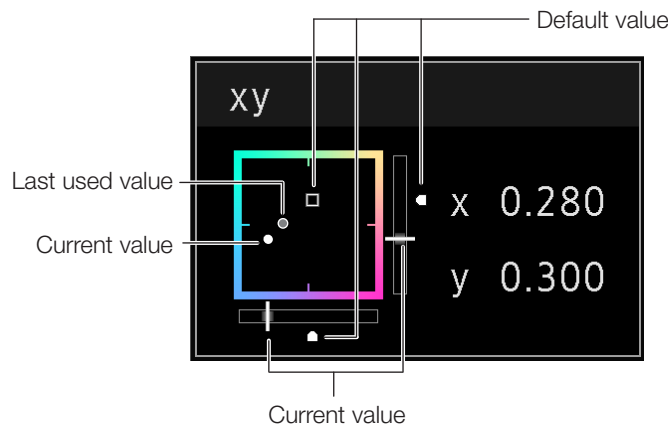 Default value
xy
Last used value
x 0.280
Current value
y 0.300
Current value